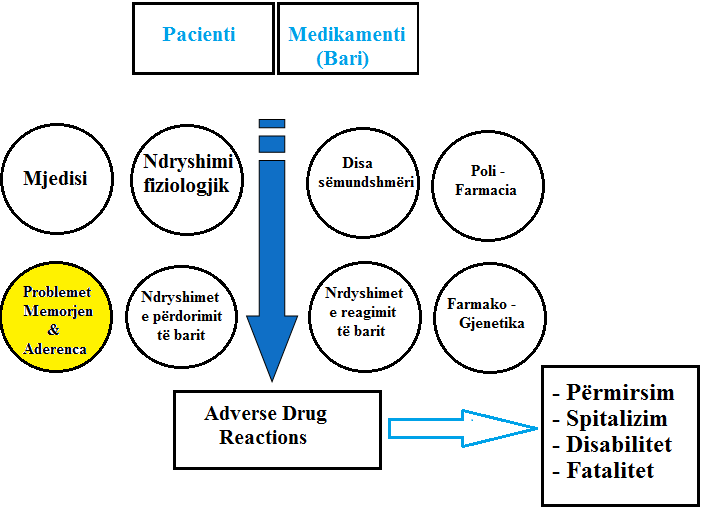 Pacienti
Medikamenti
(Bari)
Mjedisi
Ndryshimi
fiziologjik
Disa
sëmundshmëri
Poli -
Farmacia
Problemet
Memorjen
&
Aderenca
Ndryshimet
e përdorimit
të barit
Nrdyshimet
e reagimit
të barit
Farmako -
Gjenetika
Adverse Drug
Reactions
- Përmirsim
- Spitalizim
- Disabilitet
- Fatalitet